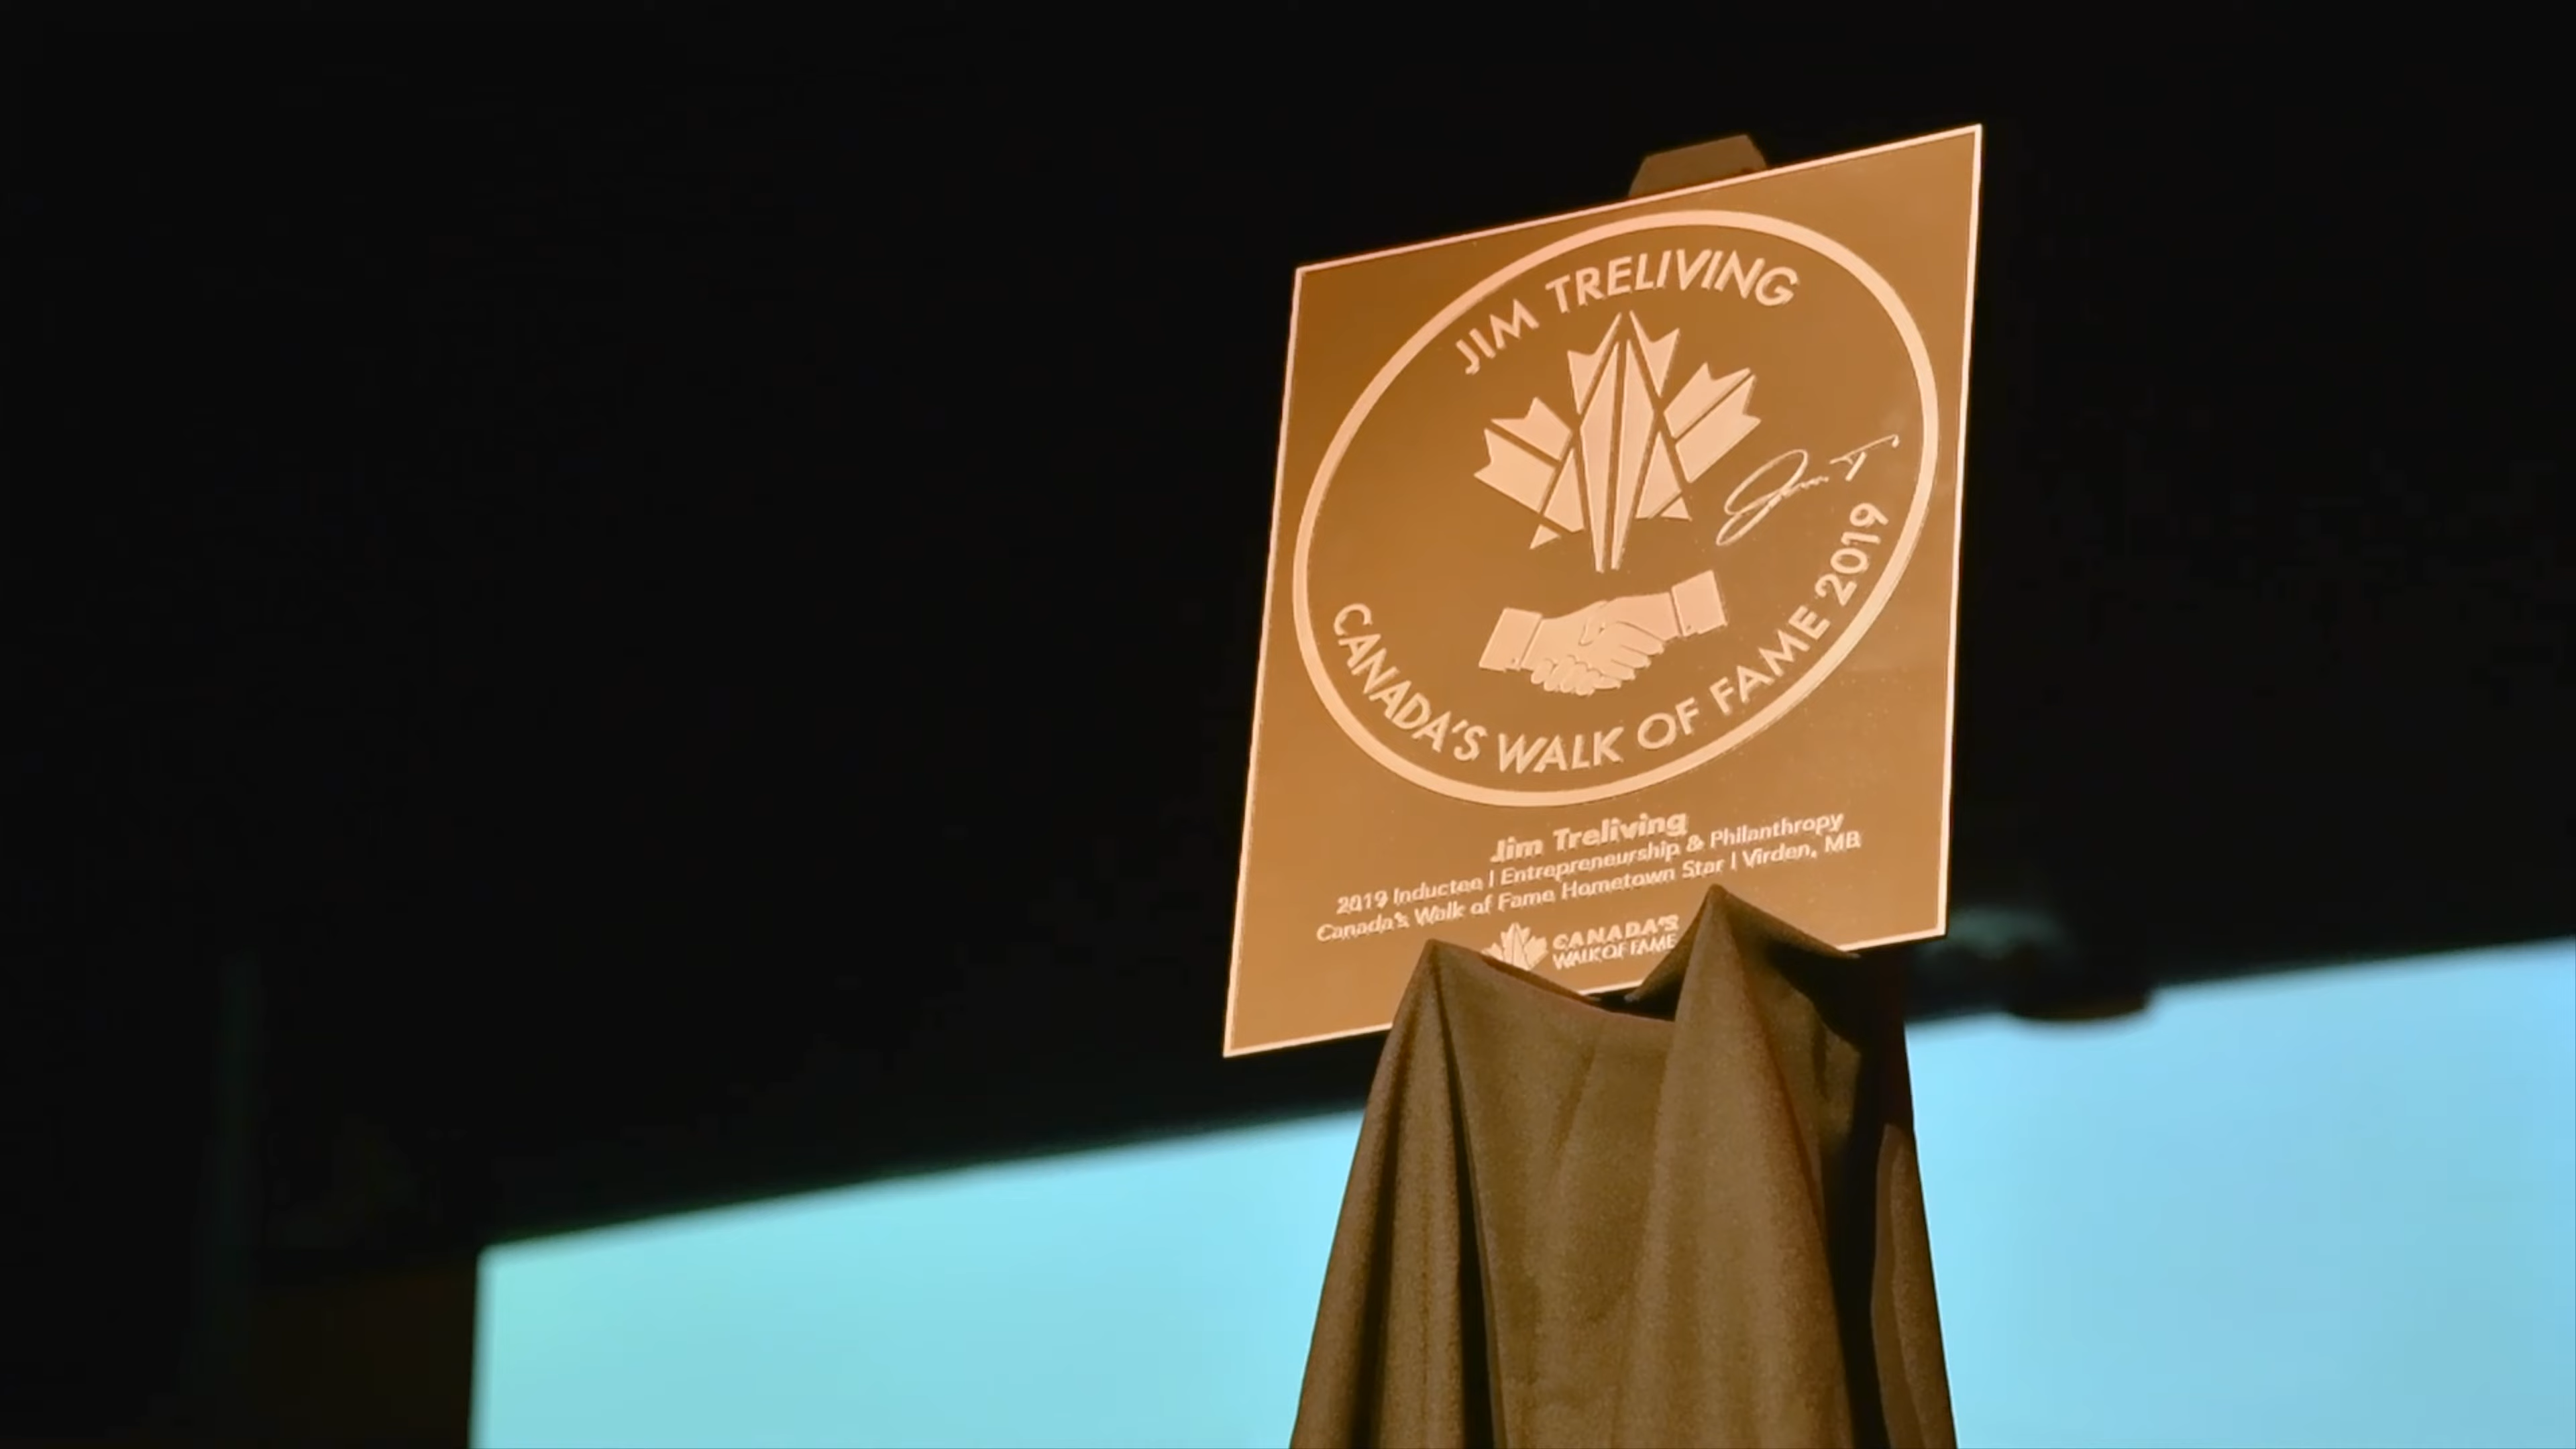 JIM TRELIVING
Jim T
CANADA'S WALK OF FAME 2019
Jim Treliving
2019 Inductee | Entrepreneurship & Philanthropy
Canada's Walk of Fame Hometown Star | Virden, MB
CANADA'S
WALK OF FAME